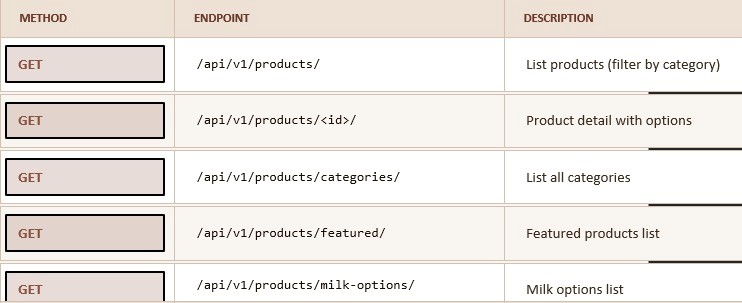 METHOD ENDPOINT DESCRIPTION
GET /api/v1/products/ List products (filter by category)
GET /api/v1/products/<id>/ Product detail with options
GET /api/v1/products/categories/ List all categories
GET /api/v1/products/featured/ Featured products list
GET /api/v1/products/milk-options/ Milk options list